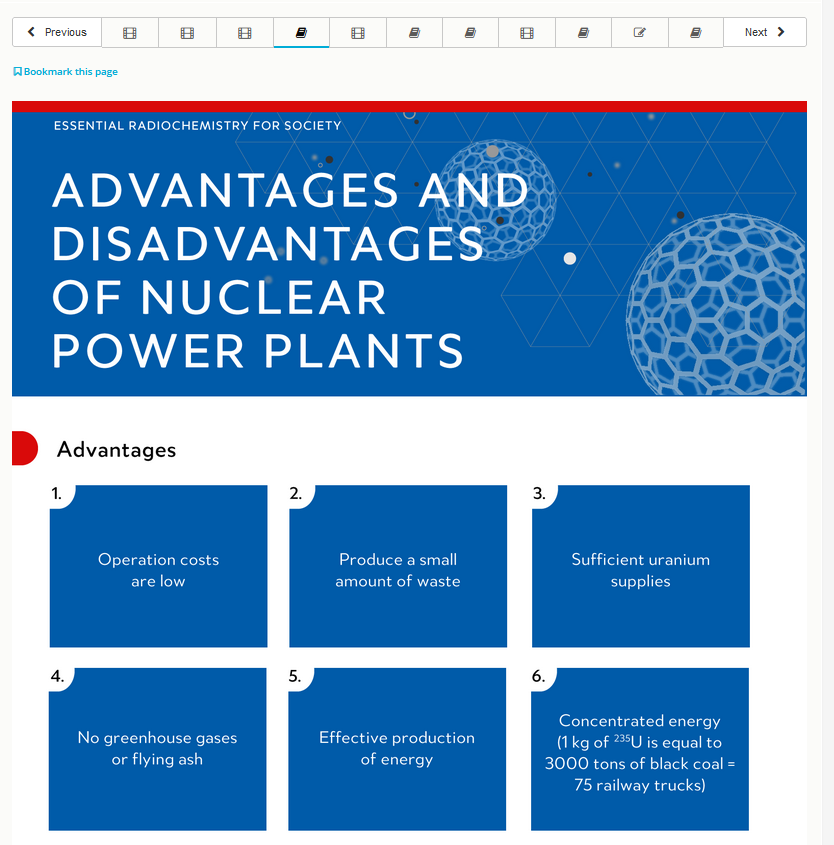 Previous
Next
Bookmark this page
ESSENTIAL RADIOCHEMISTRY FOR SOCIETY
ADVANTAGES AND
DISADVANTAGES
OF NUCLEAR
POWER PLANTS
Advantages
1.
Operation costs
are low
2.
Produce a small
amount of waste
3.
Sufficient uranium
supplies
4.
No greenhouse gases
or flying ash
5.
Effective production
of energy
6.
Concentrated energy
(1 kg of ²³⁵U is equal to
3000 tons of black coal =
75 railway trucks)